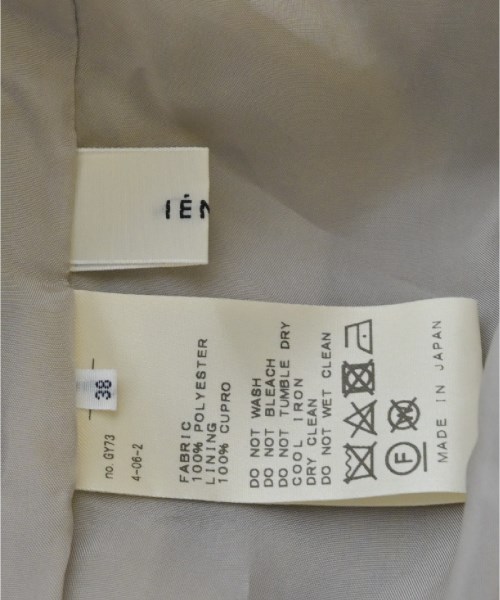 IÉN
38
no. GY73
4-06-2
FABRIC
100% POLYESTER
LINING
100% CUPRO
DO NOT WASH
DO NOT BLEACH
DO NOT TUMBLE DRY
COOL IRON
DRY CLEAN
DO NOT WET CLEAN
F
W
MADE IN JAPAN